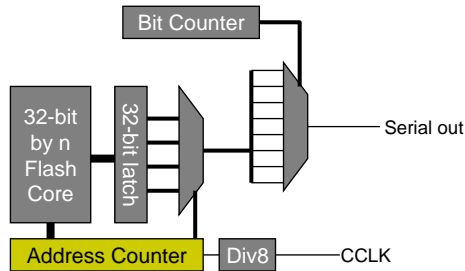 Bit Counter
32-bit
by n
Flash
Core
32-bit latch
Serial out
Address Counter
Div8
CCLK